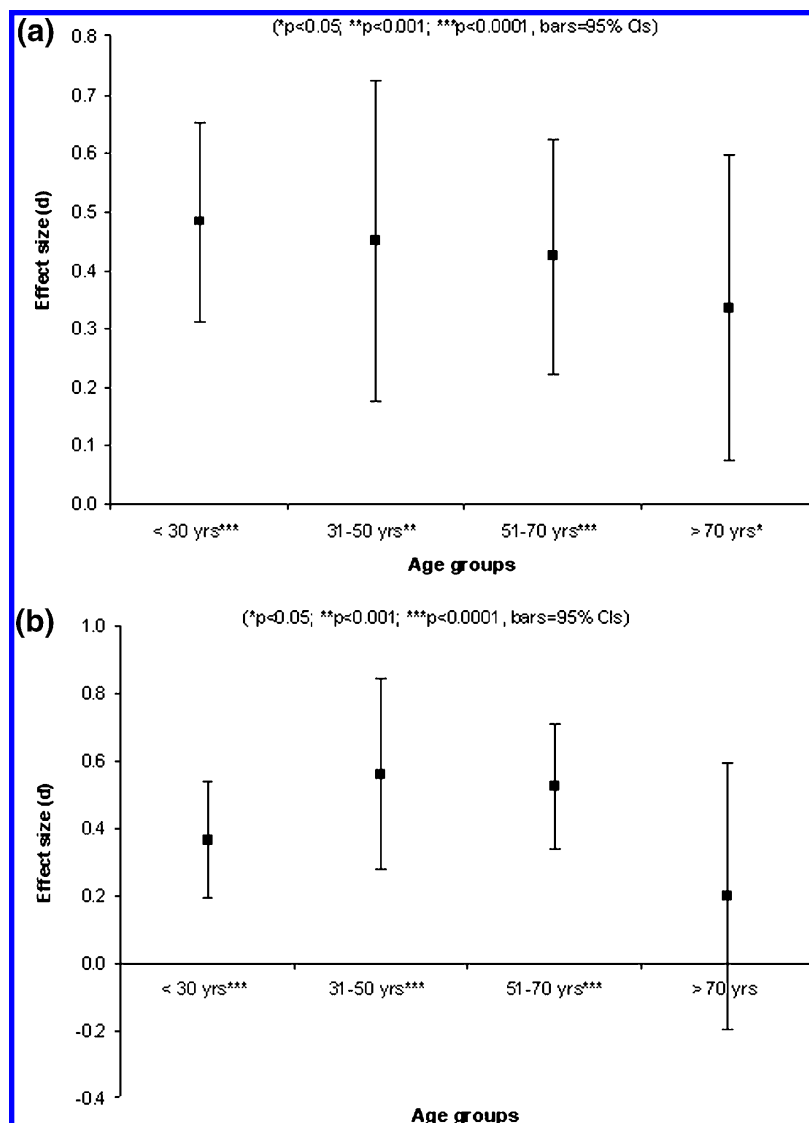 (a)
(*p<0.05; **p<0.001; ***p<0.0001, bars=95% CIs)
0.8
0.7
0.6
0.5
0.4
0.3
0.2
0.1
0.0
Effect size (d)
< 30 yrs***
31-50 yrs**
51-70 yrs***
> 70 yrs*
Age groups
(b)
(*p<0.05; **p<0.001; ***p<0.0001, bars=95% CIs)
1.0
0.8
0.6
0.4
0.2
0.0
-0.2
-0.4
Effect size (d)
< 30 yrs***
31-50 yrs***
51-70 yrs***
> 70 yrs
Age groups